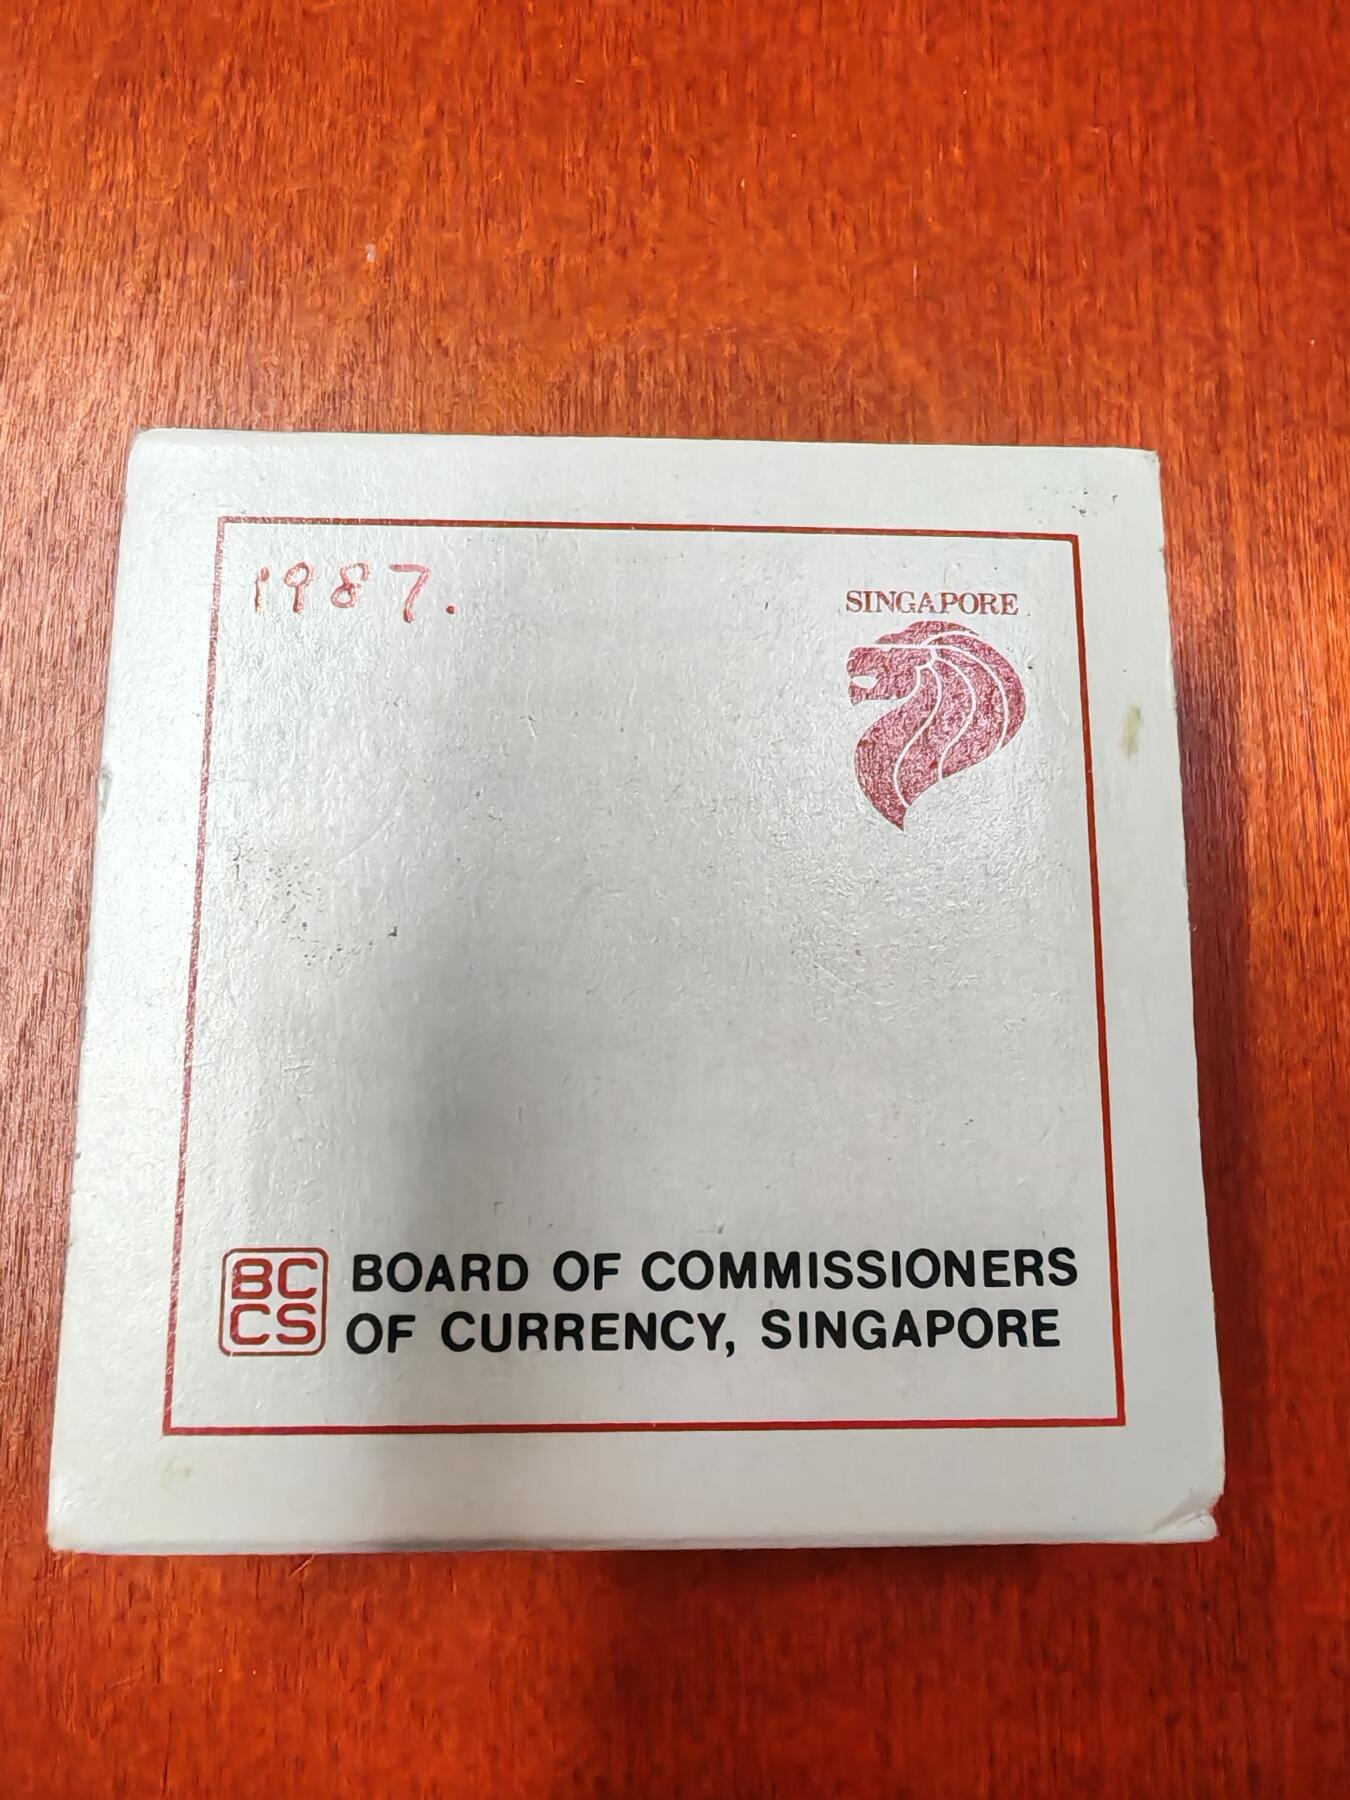 1987.
SINGAPORE
BC
CS
BOARD OF COMMISSIONERS
OF CURRENCY, SINGAPORE